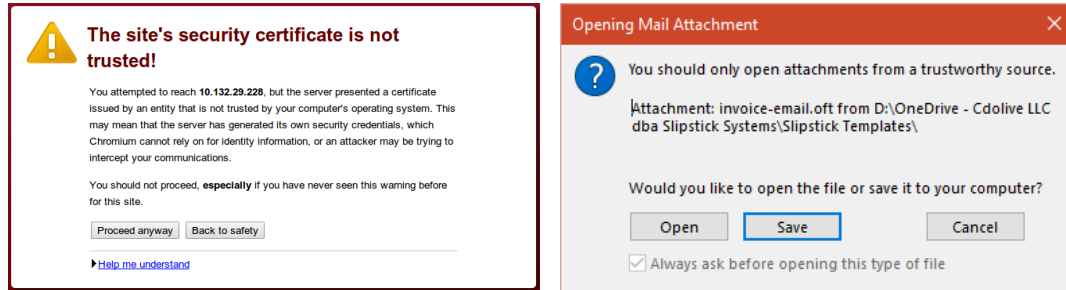 The site's security certificate is not
trusted!
You attempted to reach 10.132.29.228, but the server presented a certificate
issued by an entity that is not trusted by your computer's operating system. This
may mean that the server has generated its own security credentials, which
Chromium cannot rely on for identity information, or an attacker may be trying to
intercept your communications.
You should not proceed, especially if you have never seen this warning before
for this site.
Proceed anyway Back to safety
Help me understand
Opening Mail Attachment
You should only open attachments from a trustworthy source.
Attachment: invoice-email.oft from D:\OneDrive - Cdolive LLC
dba Slipstick Systems\Slipstick Templates\
Would you like to open the file or save it to your computer?
Open Save Cancel
Always ask before opening this type of file